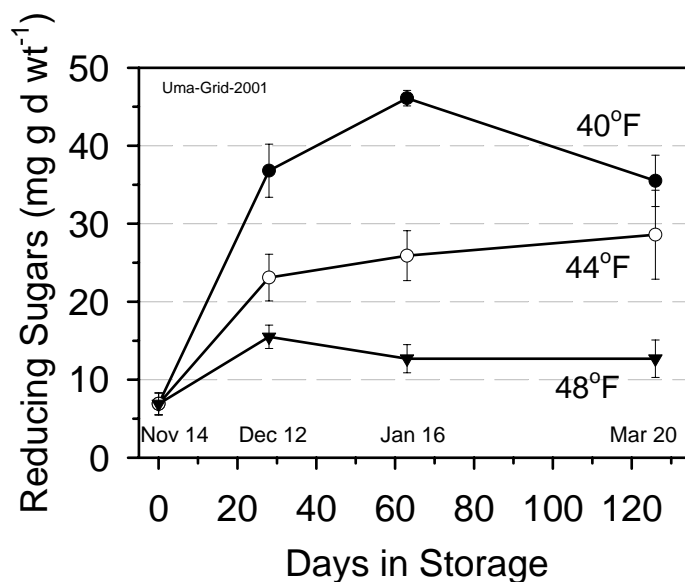 Reducing Sugars (mg g d wt⁻¹)
50
40
30
20
10
0
Uma-Grid-2001
40°F
44°F
48°F
Nov 14 Dec 12 Jan 16 Mar 20
0 20 40 60 80 100 120
Days in Storage